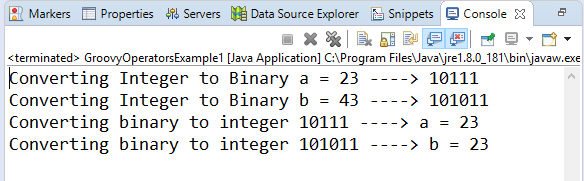 Markers Properties Servers Data Source Explorer Snippets Console
<terminated> GroovyOperatorsExample1 [Java Application] C:\Program Files\Java\jre1.8.0_181\bin\javaw.exe
Converting Integer to Binary a = 23 ----> 10111
Converting Integer to Binary b = 43 ----> 101011
Converting binary to integer 10111 ----> a = 23
Converting binary to integer 101011 ----> b = 23